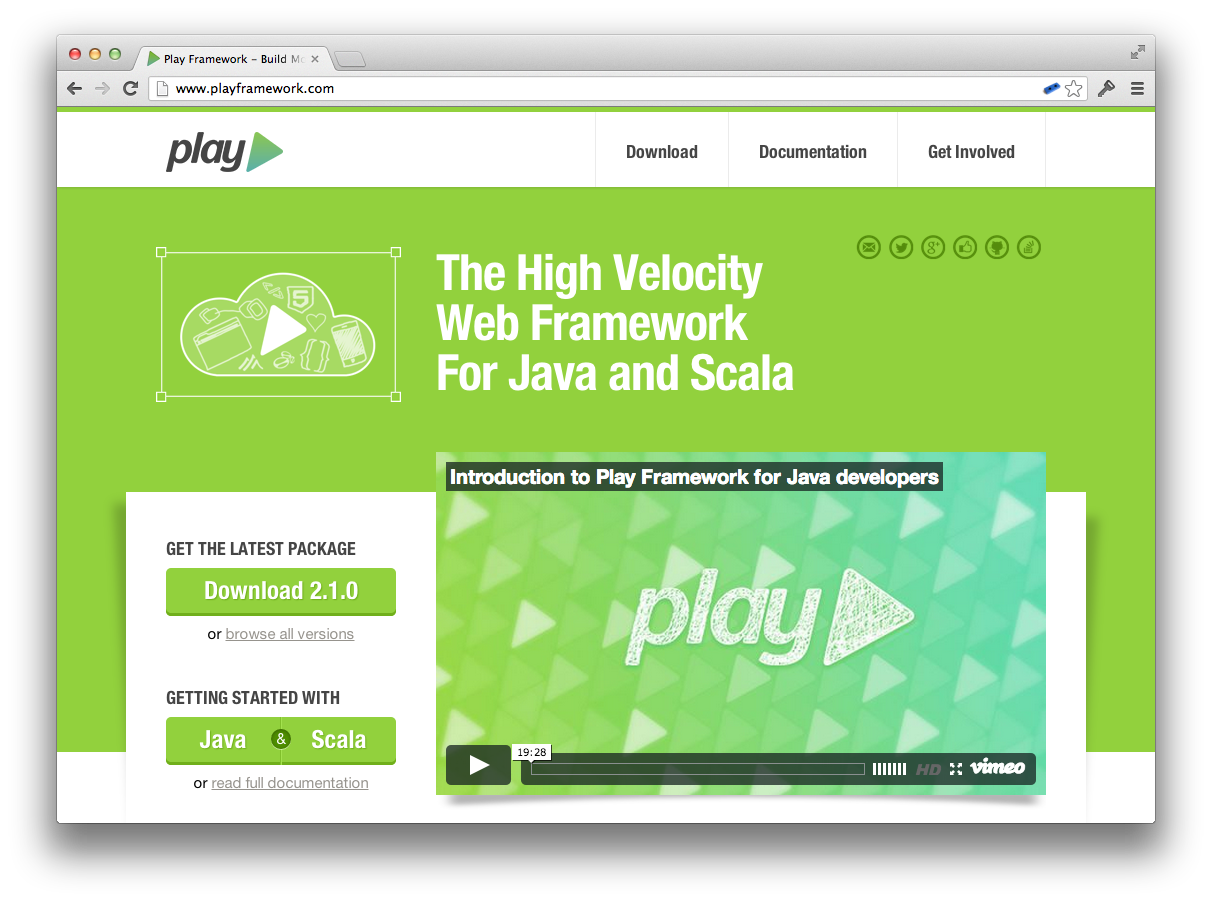 Play Framework – Build Mo
www.playframework.com
play
Download
Documentation
Get Involved
5
g+
The High Velocity
Web Framework
For Java and Scala
Introduction to Play Framework for Java developers
play
GET THE LATEST PACKAGE
Download 2.1.0
or browse all versions
GETTING STARTED WITH
Java & Scala
or read full documentation
19:28
HD vimeo